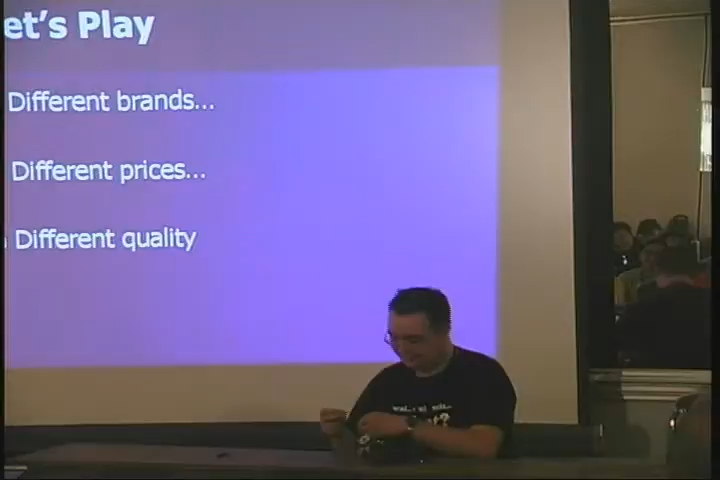 et's Play
Different brands...
Different prices...
Different quality